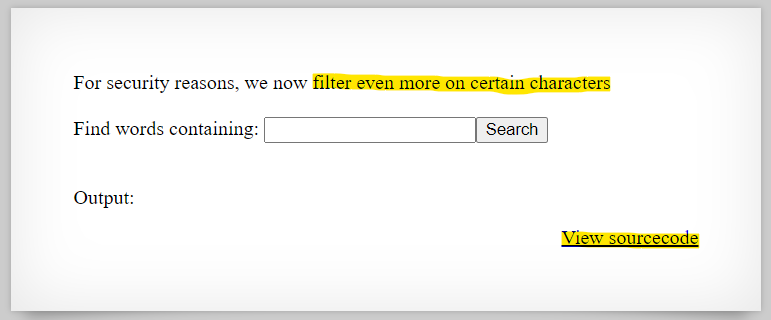 For security reasons, we now filter even more on certain characters
Find words containing: Search
Output:
View sourcecode